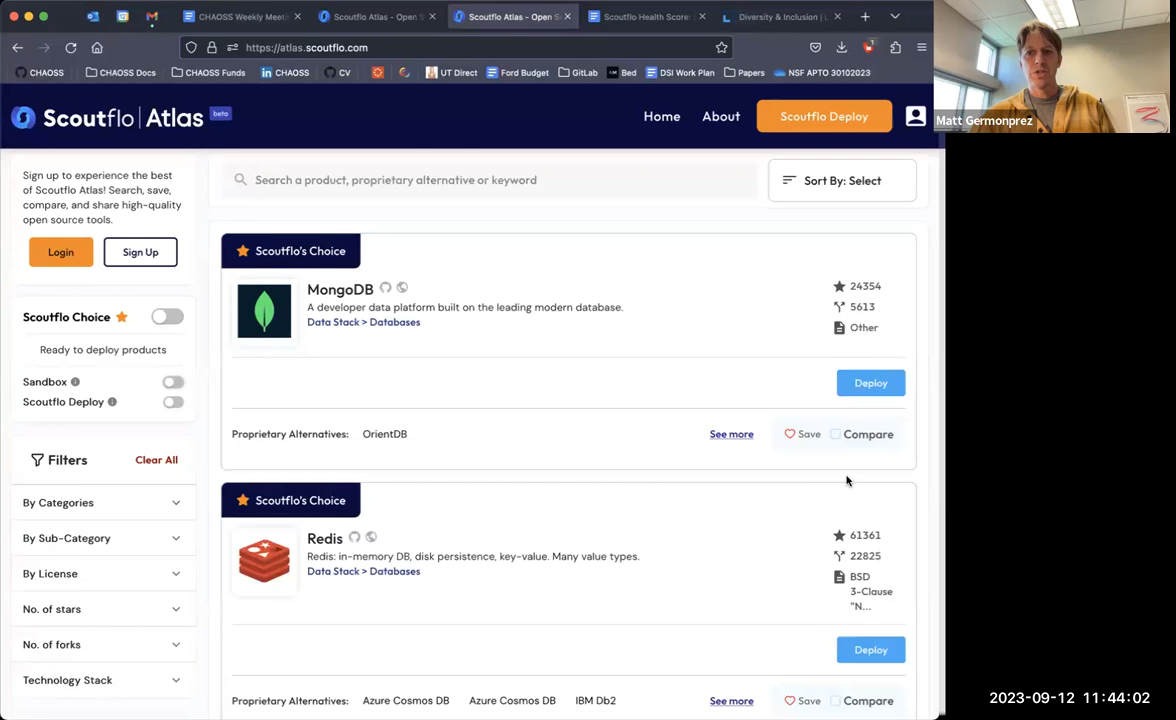 CHAOSS Weekly Meeti
Scoutflo Atlas - Open S
Scoutflo Atlas - Open S
Scoutflo Health Score:
Diversity & Inclusion | L
https://atlas.scoutflo.com
CHAOSS
CHAOSS Docs
CHAOSS Funds
CHAOSS
CV
UT Direct
Ford Budget
GitLab
Bed
DSI Work Plan
Papers
NSF APTO 30102023
Matt Germonprez
Scoutflo | Atlas beta
Home
About
Scoutflo Deploy
Sign up to experience the best
of Scoutflo Atlas! Search, save,
compare, and share high-quality
open source tools.
Login
Sign Up
Scoutflo Choice
Ready to deploy products
Sandbox
Scoutflo Deploy
Filters
Clear All
By Categories
By Sub-Category
By License
No. of stars
No. of forks
Technology Stack
Search a product, proprietary alternative or keyword
Sort By: Select
Scoutflo's Choice
MongoDB
A developer data platform built on the leading modern database.
Data Stack > Databases
24354
5613
Other
Deploy
Proprietary Alternatives: OrientDB
See more
Save
Compare
Scoutflo's Choice
Redis
Redis: in-memory DB, disk persistence, key-value. Many value types.
Data Stack > Databases
61361
22825
BSD
3-Clause
"N...
Deploy
Proprietary Alternatives: Azure Cosmos DB Azure Cosmos DB IBM Db2
See more
Save
Compare
2023-09-12 11:44:02